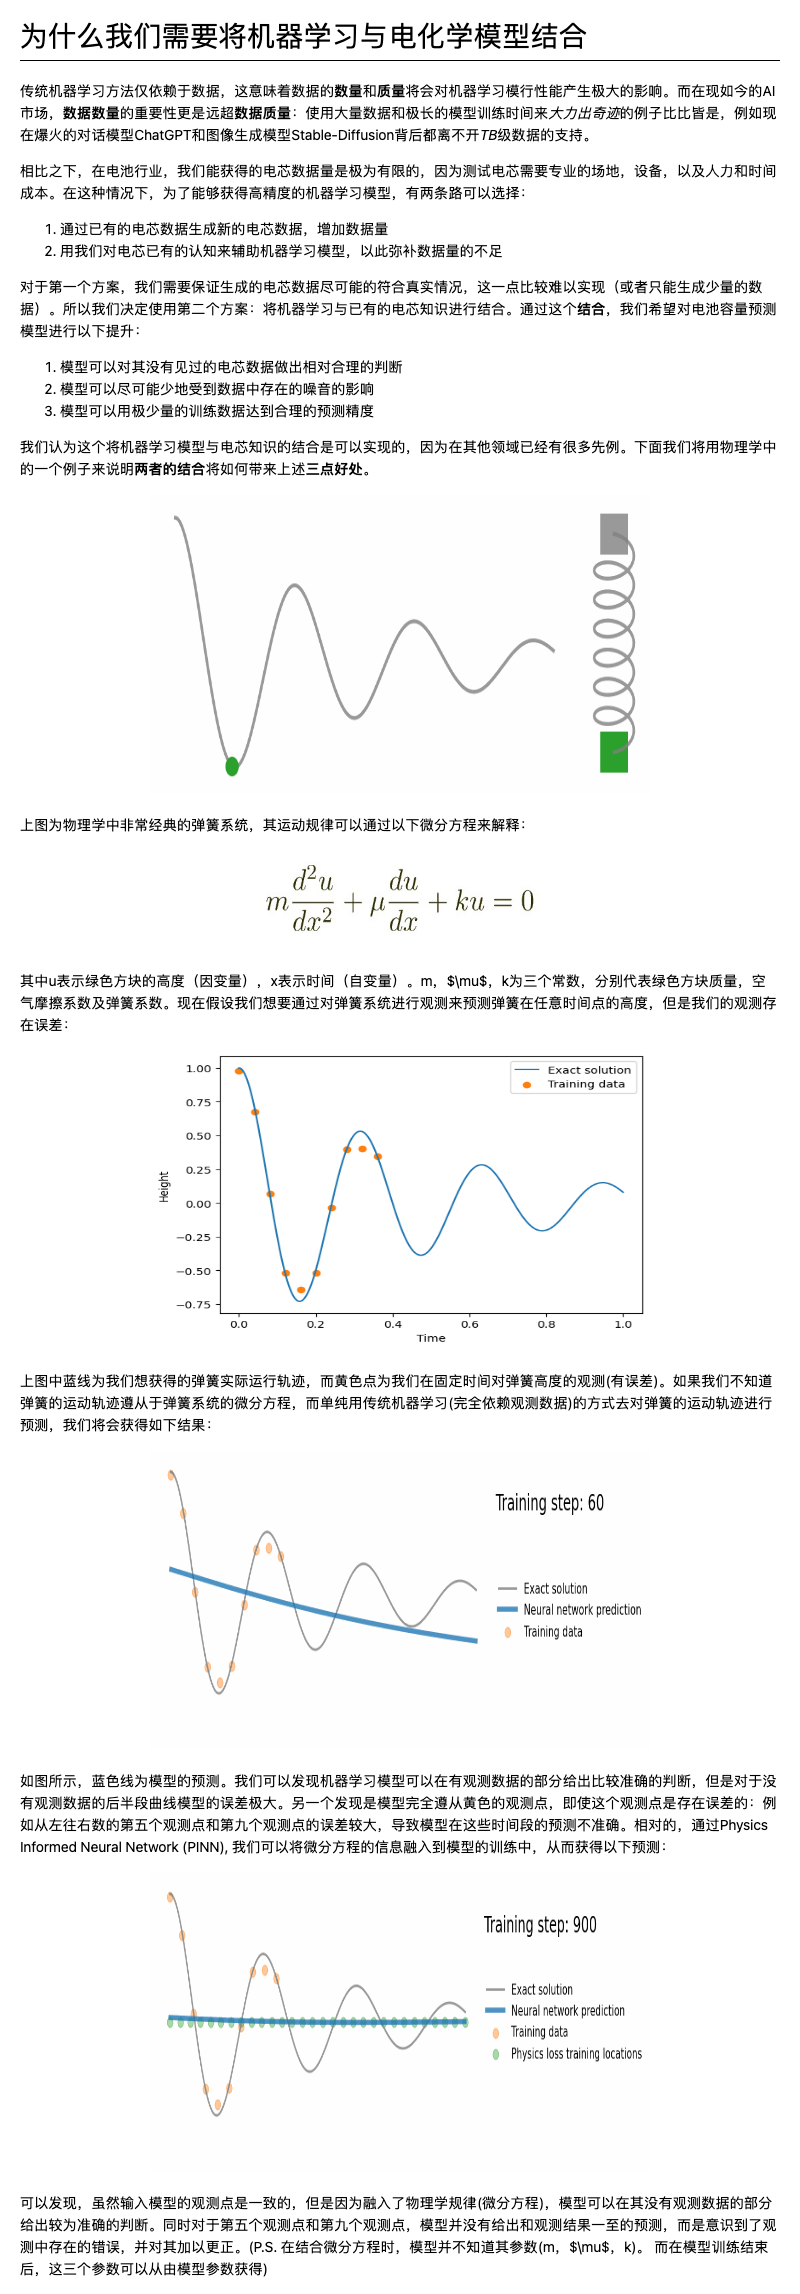 为什么我们需要将机器学习与电化学模型结合
传统机器学习方法仅依赖于数据，这意味着数据的数量和质量将会对机器学习模行性能产生极大的影响。而在现如今的AI
市场，数据数量的重要性更是远超数据质量：使用大量数据和极长的模型训练时间来大力出奇迹的例子比比皆是，例如现
在爆火的对话模型ChatGPT和图像生成模型Stable-Diffusion背后都离不开TB级数据的支持。
相比之下，在电池行业，我们能获得的电芯数据量是极为有限的，因为测试电芯需要专业的场地，设备，以及人力和时间
成本。在这种情况下，为了能够获得高精度的机器学习模型，有两条路可以选择：
1. 通过已有的电芯数据生成新的电芯数据，增加数据量
2. 用我们对电芯已有的认知来辅助机器学习模型，以此弥补数据量的不足
对于第一个方案，我们需要保证生成的电芯数据尽可能的符合真实情况，这一点比较难以实现（或者只能生成少量的数
据）。所以我们决定使用第二个方案：将机器学习与已有的电芯知识进行结合。通过这个结合，我们希望对电池容量预测
模型进行以下提升：
1. 模型可以对其没有见过的电芯数据做出相对合理的判断
2. 模型可以尽可能少地受到数据中存在的噪音的影响
3. 模型可以用极少量的训练数据达到合理的预测精度
我们认为这个将机器学习模型与电芯知识的结合是可以实现的，因为在其他领域已经有很多先例。下面我们将用物理学中
的一个例子来说明两者的结合将如何带来上述三点好处。
上图为物理学中非常经典的弹簧系统，其运动规律可以通过以下微分方程来解释：
m d²u/dx² + μ du/dx + ku = 0
其中u表示绿色方块的高度（因变量），x表示时间（自变量）。m，$\mu$，k为三个常数，分别代表绿色方块质量，空
气摩擦系数及弹簧系数。现在假设我们想要通过对弹簧系统进行观测来预测弹簧在任意时间点的高度，但是我们的观测存
在误差：
Exact solution
Training data
1.00
0.75
0.50
0.25
0.00
−0.25
−0.50
−0.75
Height
0.0 0.2 0.4 0.6 0.8 1.0
Time
上图中蓝线为我们想获得的弹簧实际运行轨迹，而黄色点为我们在固定时间对弹簧高度的观测(有误差)。如果我们不知道
弹簧的运动轨迹遵从于弹簧系统的微分方程，而单纯用传统机器学习(完全依赖观测数据)的方式去对弹簧的运动轨迹进行
预测，我们将会获得如下结果：
Training step: 60
Exact solution
Neural network prediction
Training data
如图所示，蓝色线为模型的预测。我们可以发现机器学习模型可以在有观测数据的部分给出比较准确的判断，但是对于没
有观测数据的后半段曲线模型的误差极大。另一个发现是模型完全遵从黄色的观测点，即使这个观测点是存在误差的：例
如从左往右数的第五个观测点和第九个观测点的误差较大，导致模型在这些时间段的预测不准确。相对的，通过Physics
Informed Neural Network (PINN), 我们可以将微分方程的信息融入到模型的训练中，从而获得以下预测：
Training step: 900
Exact solution
Neural network prediction
Training data
Physics loss training locations
可以发现，虽然输入模型的观测点是一致的，但是因为融入了物理学规律(微分方程)，模型可以在其没有观测数据的部分
给出较为准确的判断。同时对于第五个观测点和第九个观测点，模型并没有给出和观测结果一至的预测，而是意识到了观
测中存在的错误，并对其加以更正。(P.S. 在结合微分方程时，模型并不知道其参数(m，$\mu$，k)。 而在模型训练结束
后，这三个参数可以从由模型参数获得)